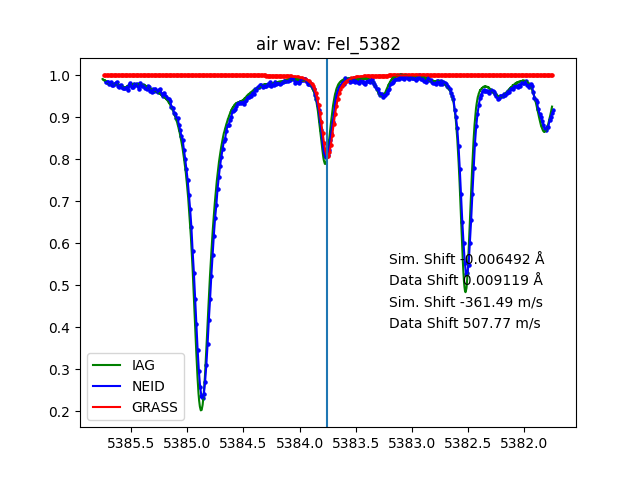 air wav: FeI_5382
1.0
0.9
0.8
0.7
0.6
0.5
0.4
0.3
0.2
Sim. Shift -0.006492 Å
Data Shift 0.009119 Å
Sim. Shift -361.49 m/s
Data Shift 507.77 m/s
IAG
NEID
GRASS
5385.5 5385.0 5384.5 5384.0 5383.5 5383.0 5382.5 5382.0